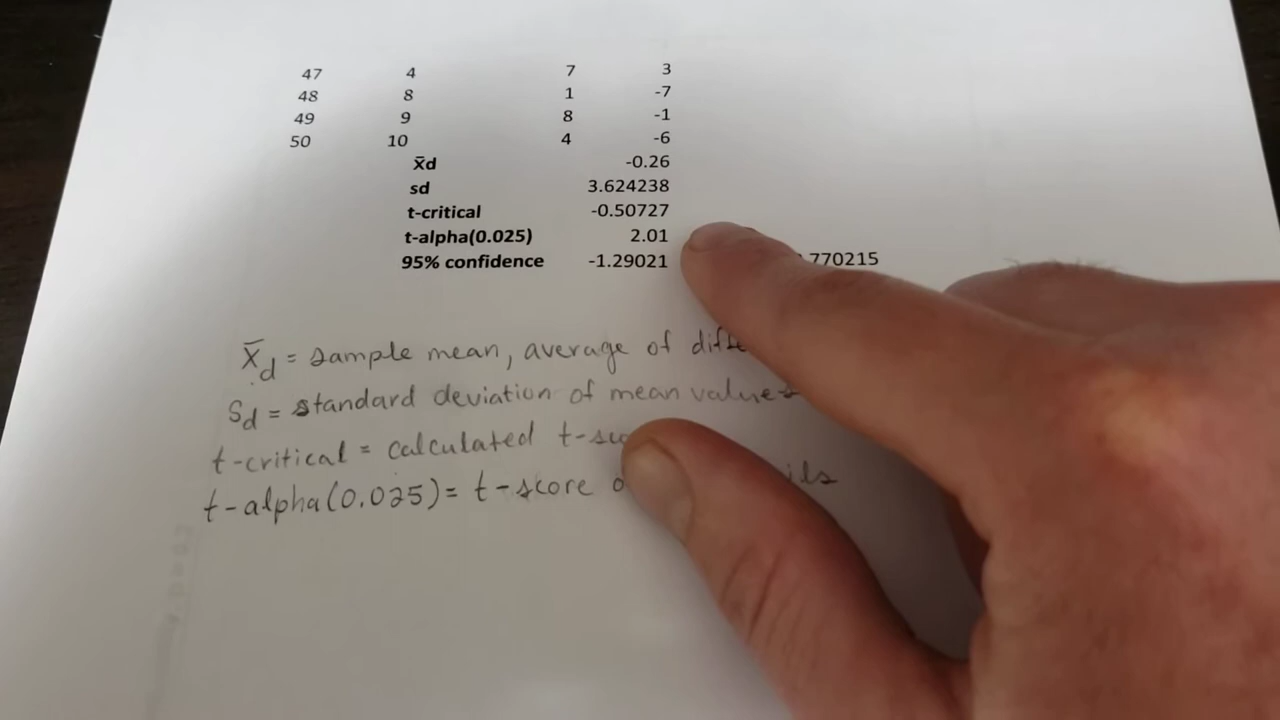 47 4 7 3
48 8 1 -7
49 9 8 -1
50 10 4 -6
x̄d -0.26
sd 3.624238
t-critical -0.50727
t-alpha(0.025) 2.01
95% confidence -1.29021 .770215
X̄d = sample mean, average of
Sd = standard deviation of mean values
t-critical = calculated
t-alpha(0.025) = t-score